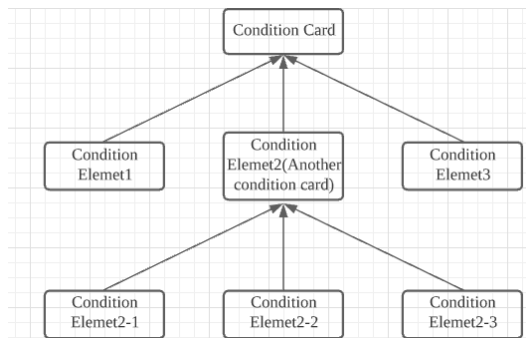 Condition Card
Condition
Elemet1
Condition
Elemet2(Another
condition card)
Condition
Elemet3
Condition
Elemet2-1
Condition
Elemet2-2
Condition
Elemet2-3